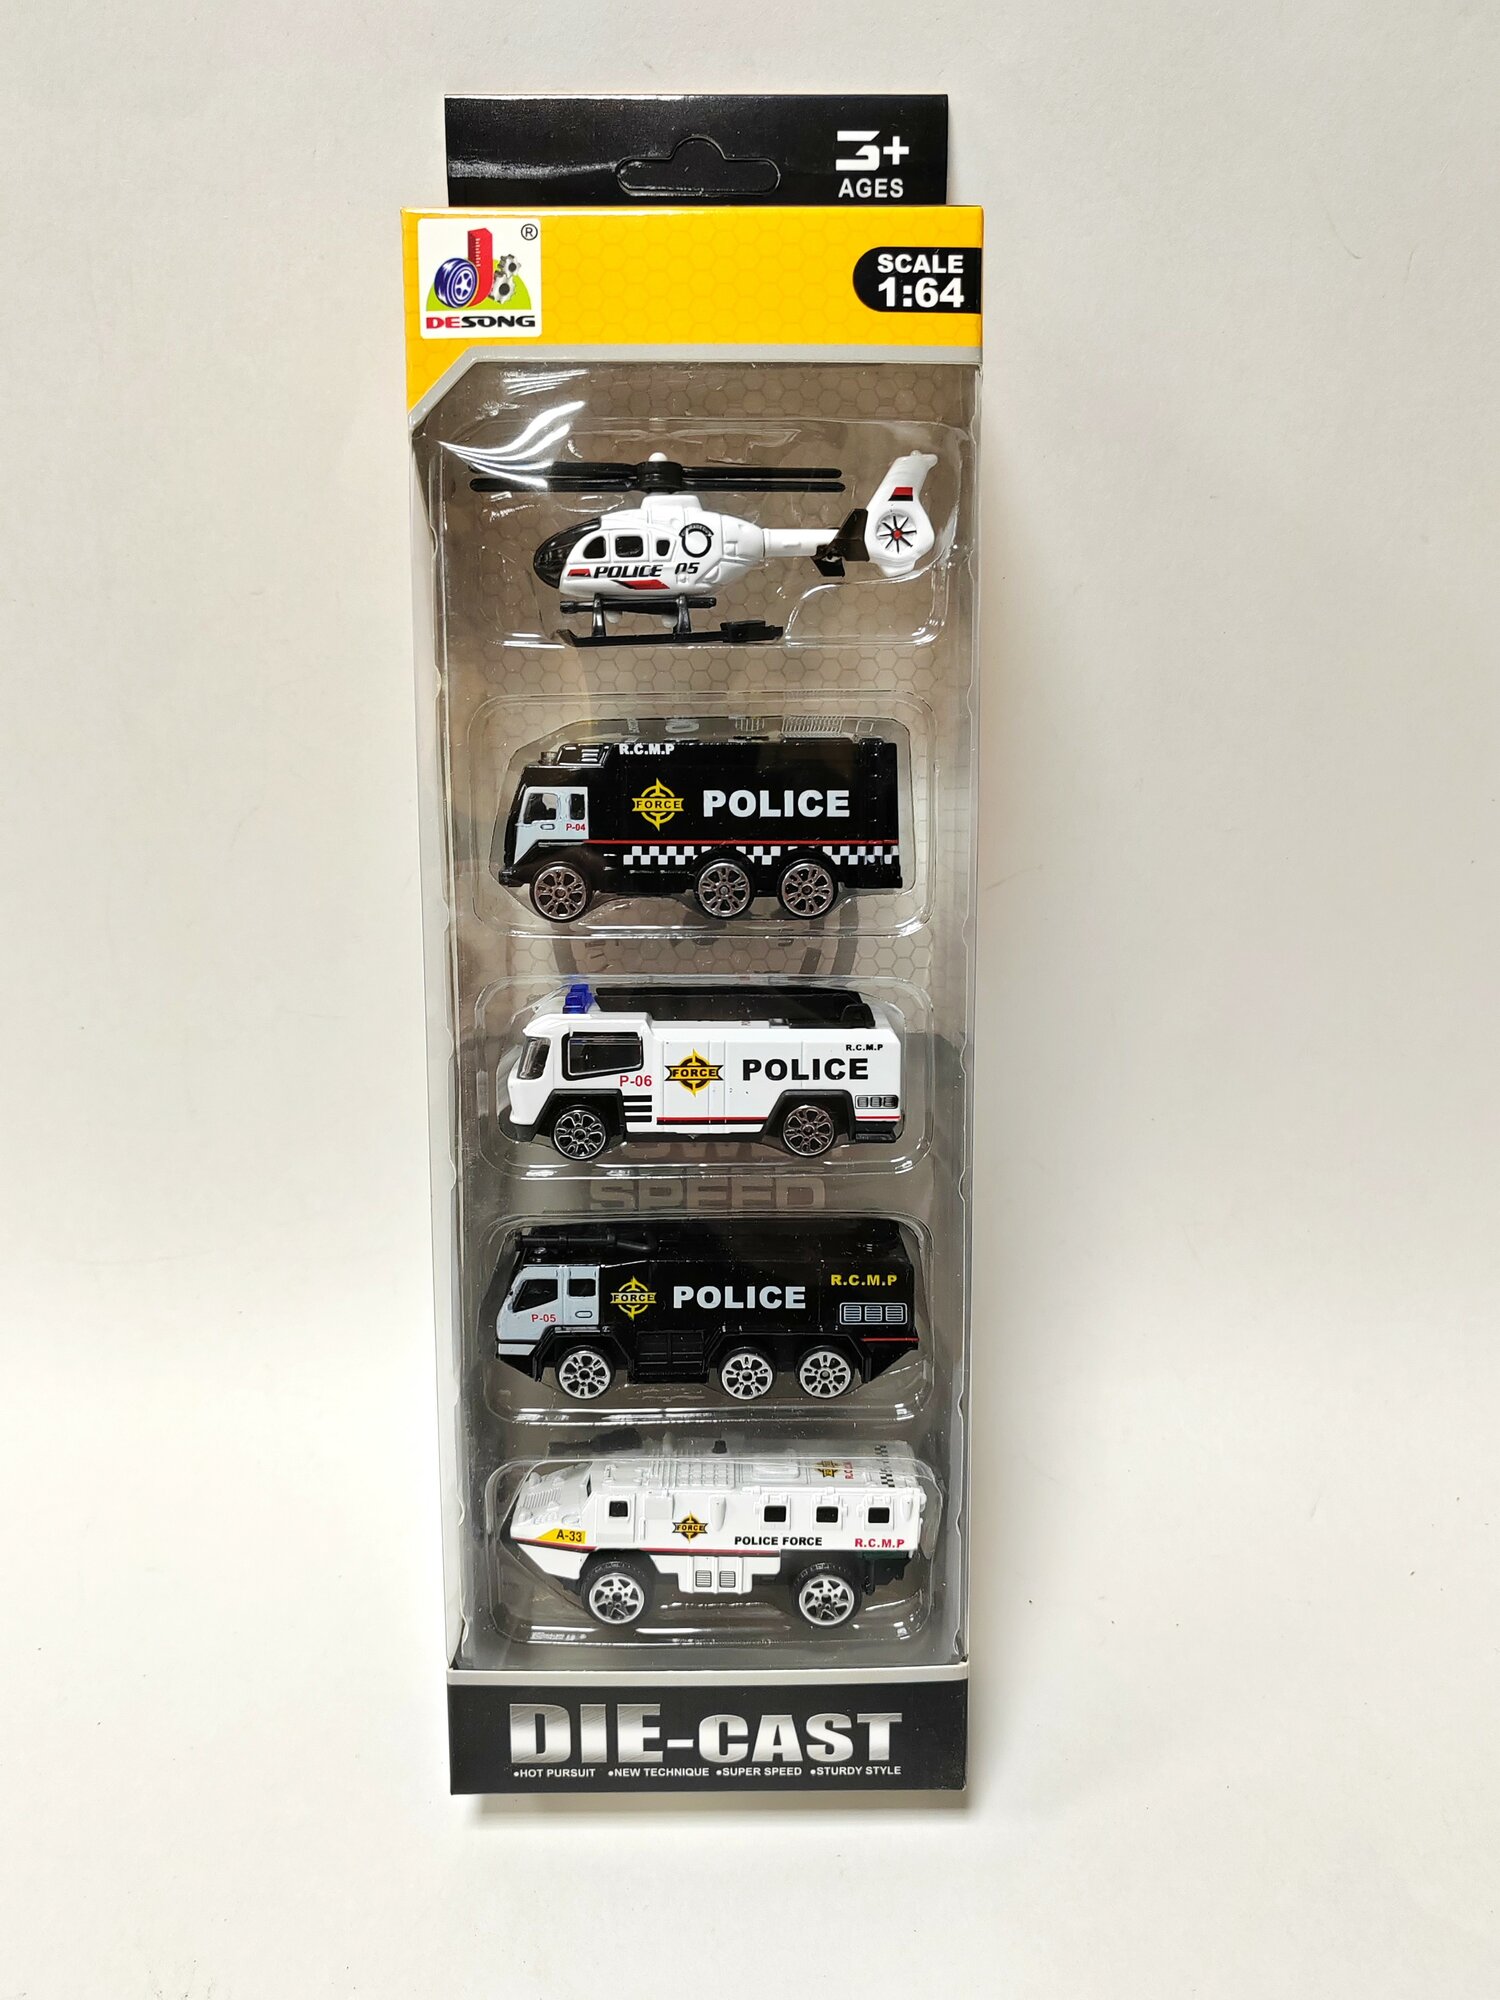 3+
AGES
®
DESONG
SCALE
1:64
POLICE 05
R.C.M.P
FORCE
POLICE
P-04
R.C.M.P
P-06
FORCE
POLICE
SPEED
R.C.M.P
FORCE
POLICE
P-05
R.C.M.P
A-33
FORCE
POLICE FORCE
R.C.M.P
DIE-CAST
•HOT PURSUIT •NEW TECHNIQUE •SUPER SPEED •STURDY STYLE